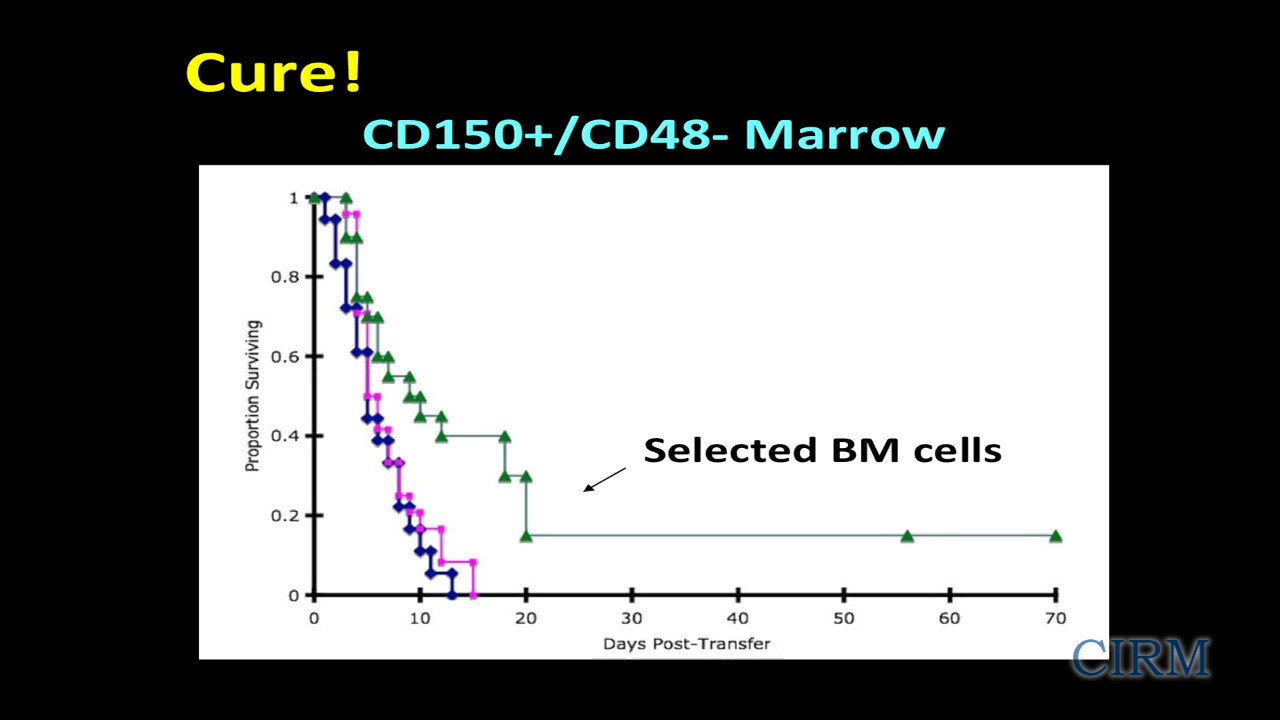 Cure!
CD150+/CD48- Marrow
1
0.8
0.6
0.4
0.2
0
Proportion Surviving
Selected BM cells
0 10 20 30 40 50 60 70
Days Post-Transfer
CIRM